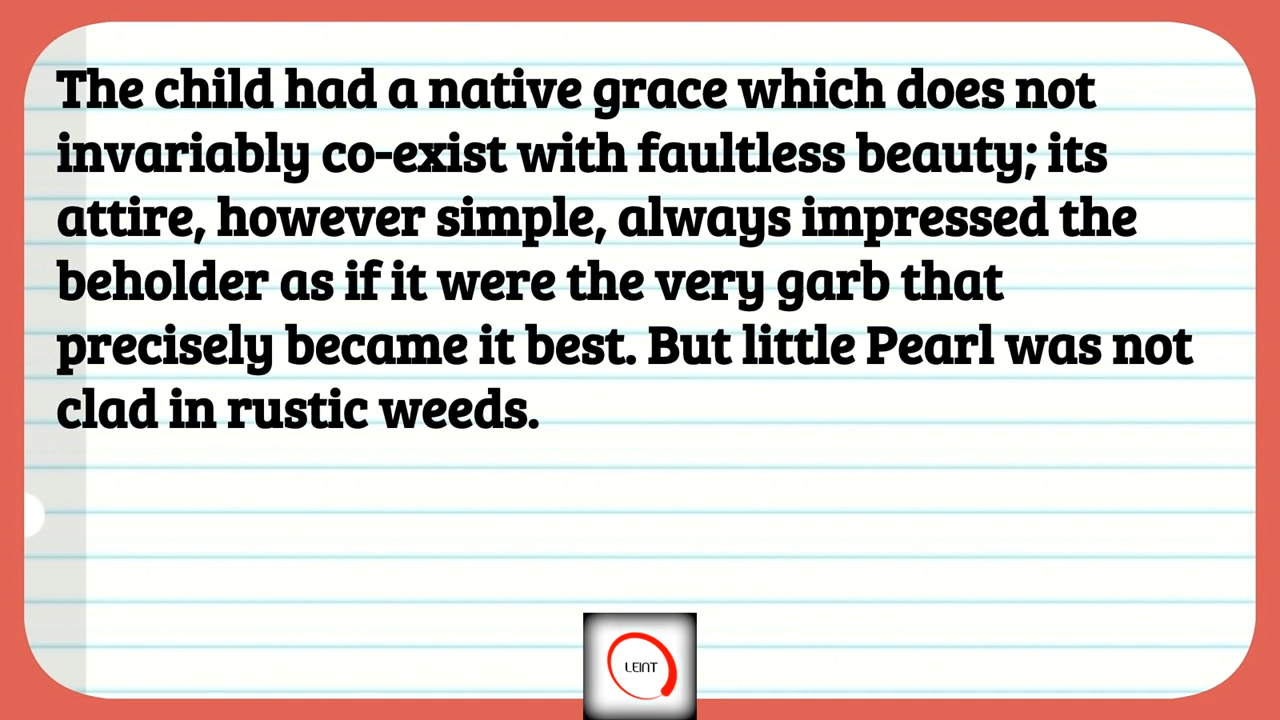 The child had a native grace which does not
invariably co-exist with faultless beauty; its
attire, however simple, always impressed the
beholder as if it were the very garb that
precisely became it best. But little Pearl was not
clad in rustic weeds.
LEINT